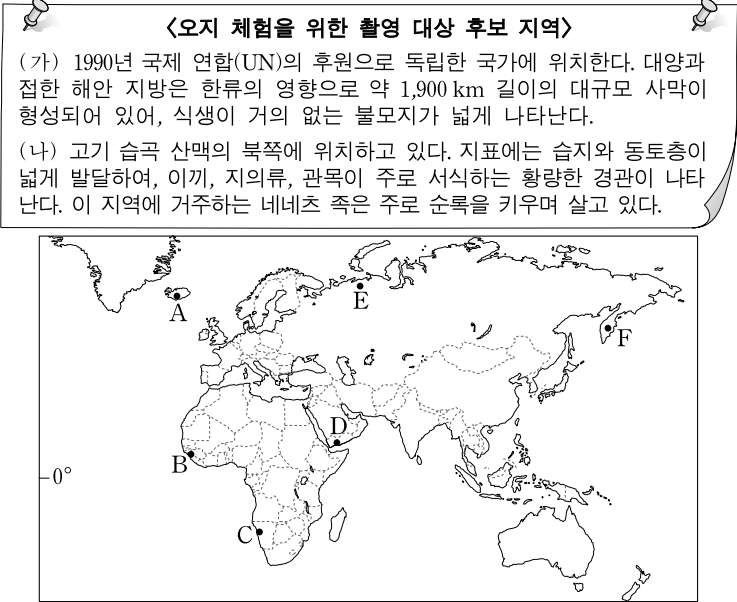 <오지 체험을 위한 촬영 대상 후보 지역>
(가) 1990년 국제 연합(UN)의 후원으로 독립한 국가에 위치한다. 대양과
접한 해안 지방은 한류의 영향으로 약 1,900 km 길이의 대규모 사막이
형성되어 있어, 식생이 거의 없는 불모지가 넓게 나타난다.
(나) 고기 습곡 산맥의 북쪽에 위치하고 있다. 지표에는 습지와 동토층이
넓게 발달하여, 이끼, 지의류, 관목이 주로 서식하는 황량한 경관이 나타
난다. 이 지역에 거주하는 네네츠 족은 주로 순록을 키우며 살고 있다.
A
E
F
D
B
0°
C